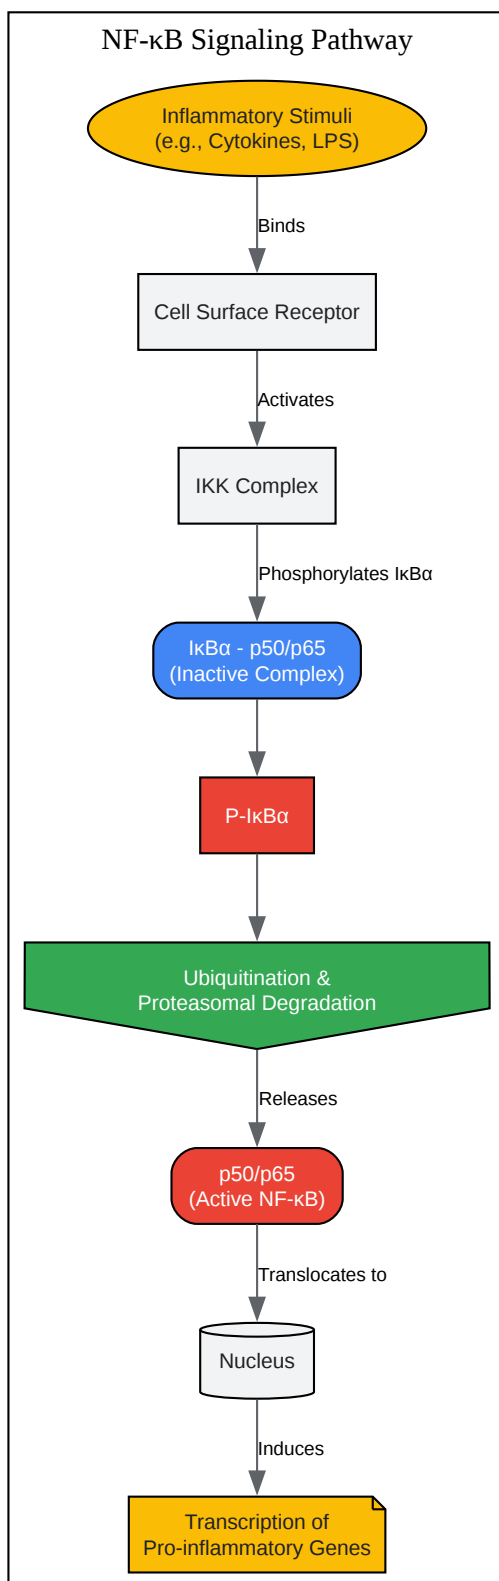 NF-κB Signaling Pathway
Inflammatory Stimuli
(e.g., Cytokines, LPS)
Binds
Cell Surface Receptor
Activates
IKK Complex
Phosphorylates IκBα
IκBα - p50/p65
(Inactive Complex)
P-IκBα
Ubiquitination &
Proteasomal Degradation
Releases
p50/p65
(Active NF-κB)
Translocates to
Nucleus
Induces
Transcription of
Pro-inflammatory Genes